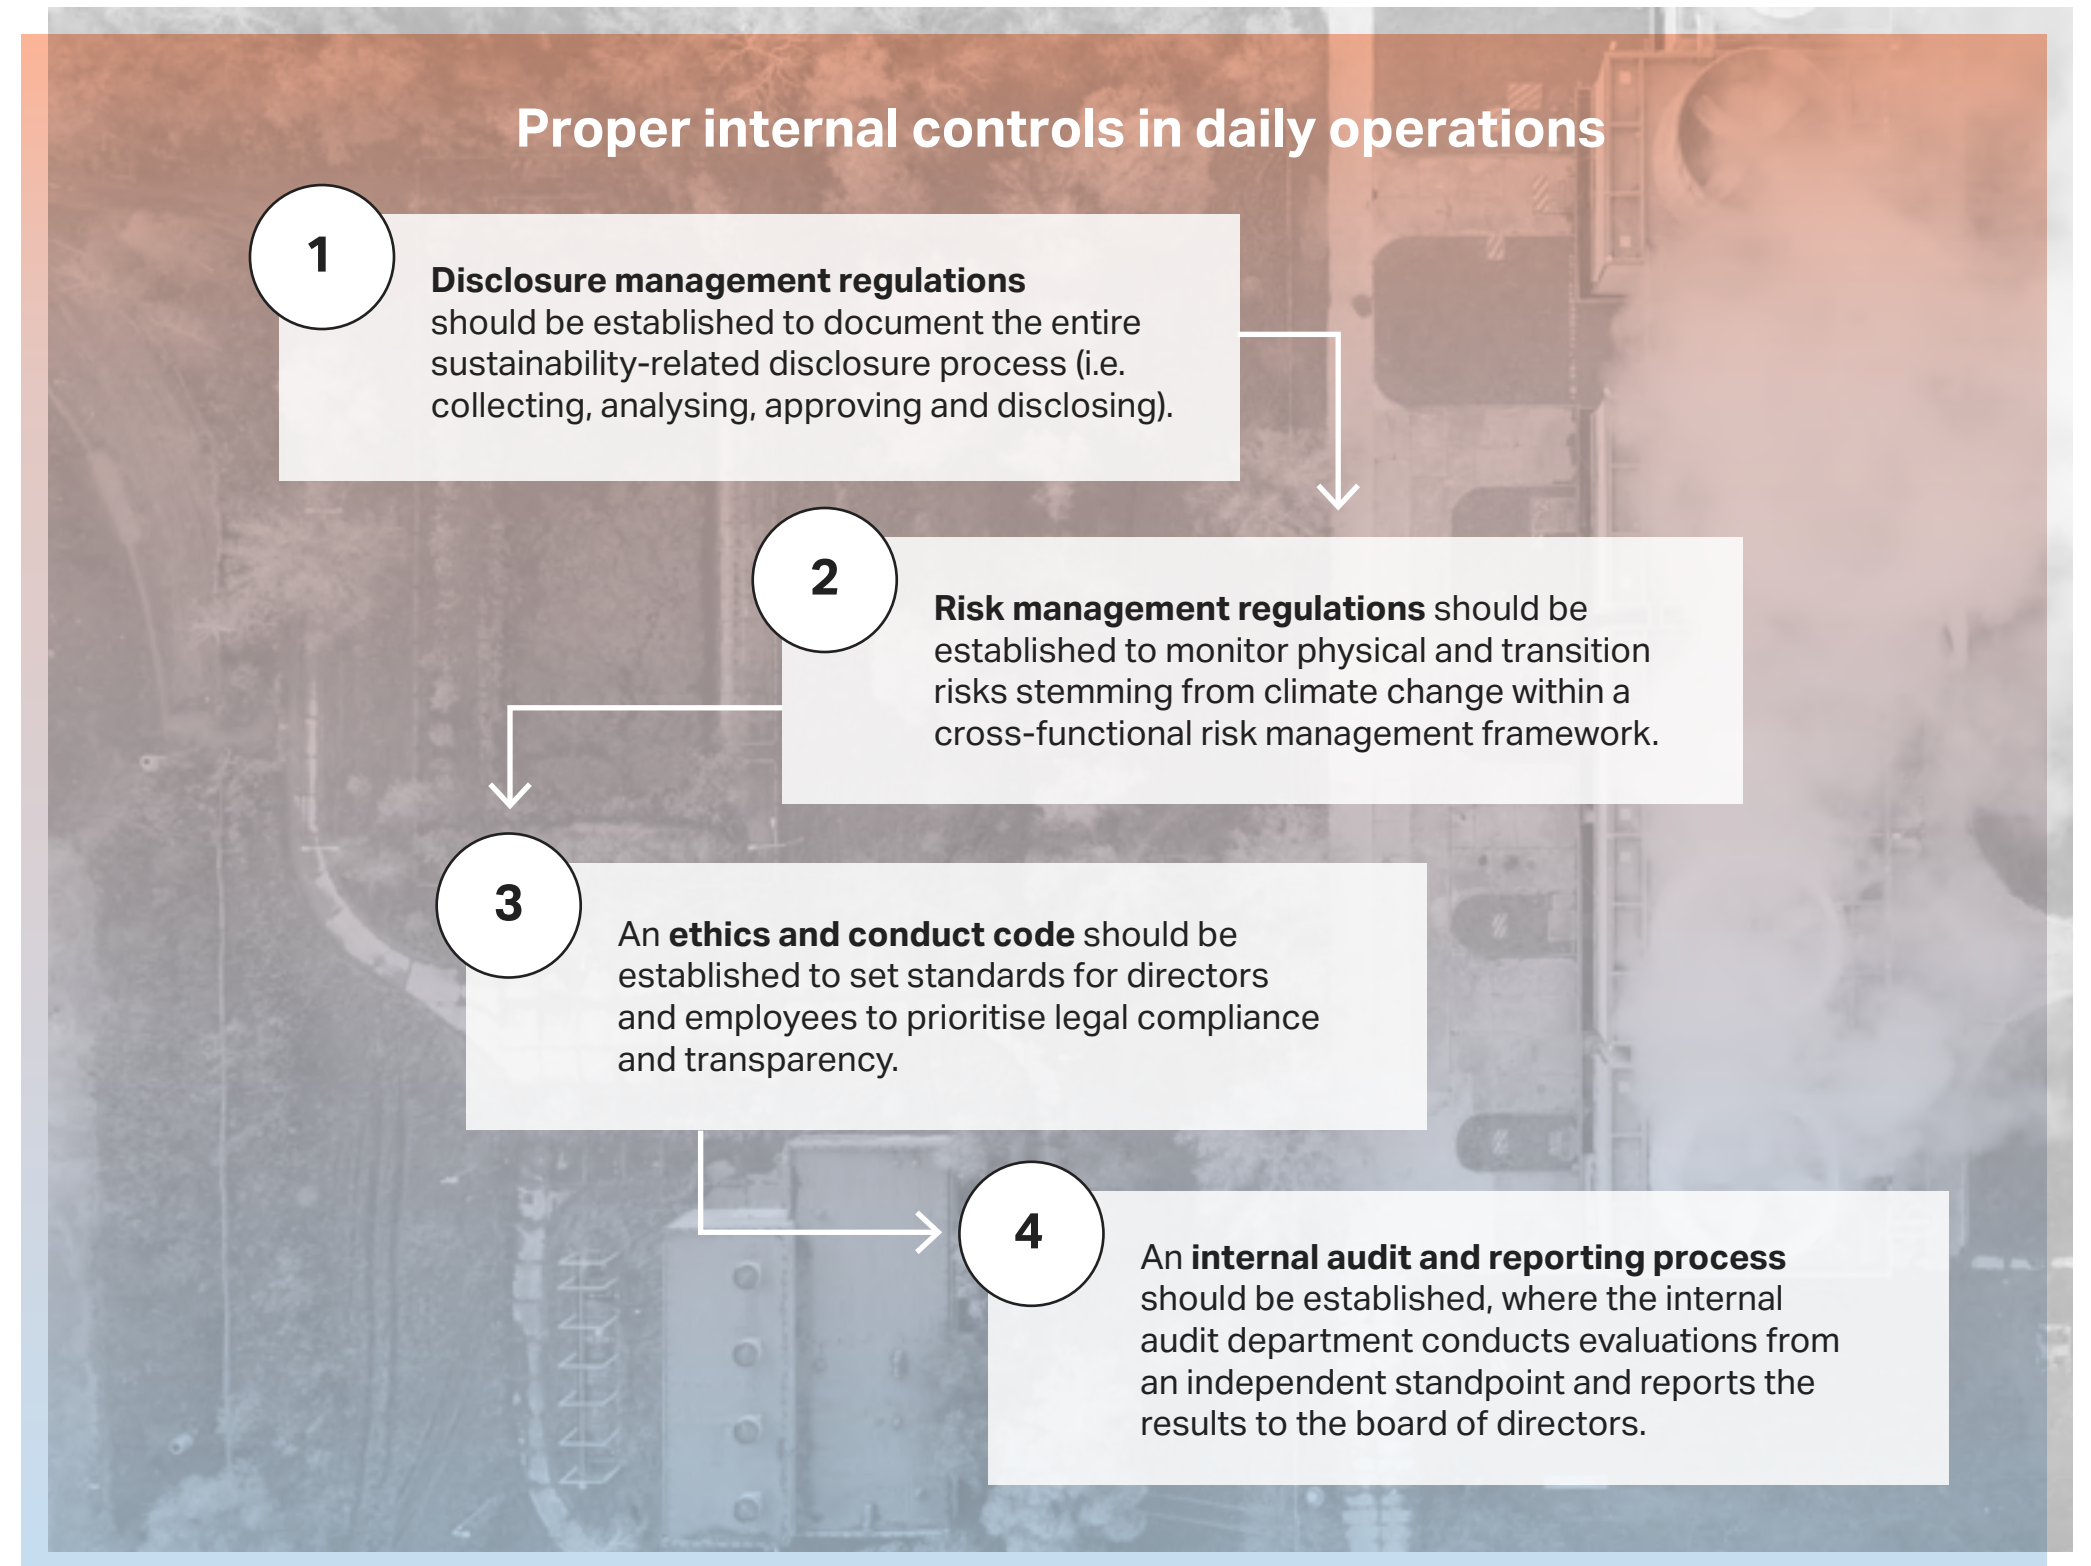 Proper internal controls in daily operations
1
Disclosure management regulations
should be established to document the entire
sustainability-related disclosure process (i.e.
collecting, analysing, approving and disclosing).
2
Risk management regulations should be
established to monitor physical and transition
risks stemming from climate change within a
cross-functional risk management framework.
3
An ethics and conduct code should be
established to set standards for directors
and employees to prioritise legal compliance
and transparency.
4
An internal audit and reporting process
should be established, where the internal
audit department conducts evaluations from
an independent standpoint and reports the
results to the board of directors.